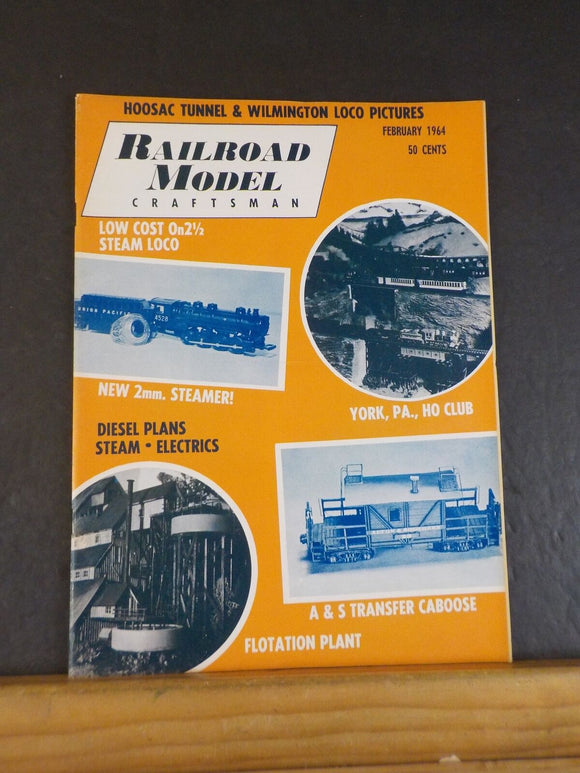 HOOSAC TUNNEL & WILMINGTON LOCO PICTURES
FEBRUARY 1964
50 CENTS
RAILROAD
MODEL
CRAFTSMAN
LOW COST On2½
STEAM LOCO
UNION PACIFIC
4528
NEW 2mm. STEAMER!
YORK, PA., HO CLUB
DIESEL PLANS
STEAM • ELECTRICS
A & S TRANSFER CABOOSE
FLOTATION PLANT